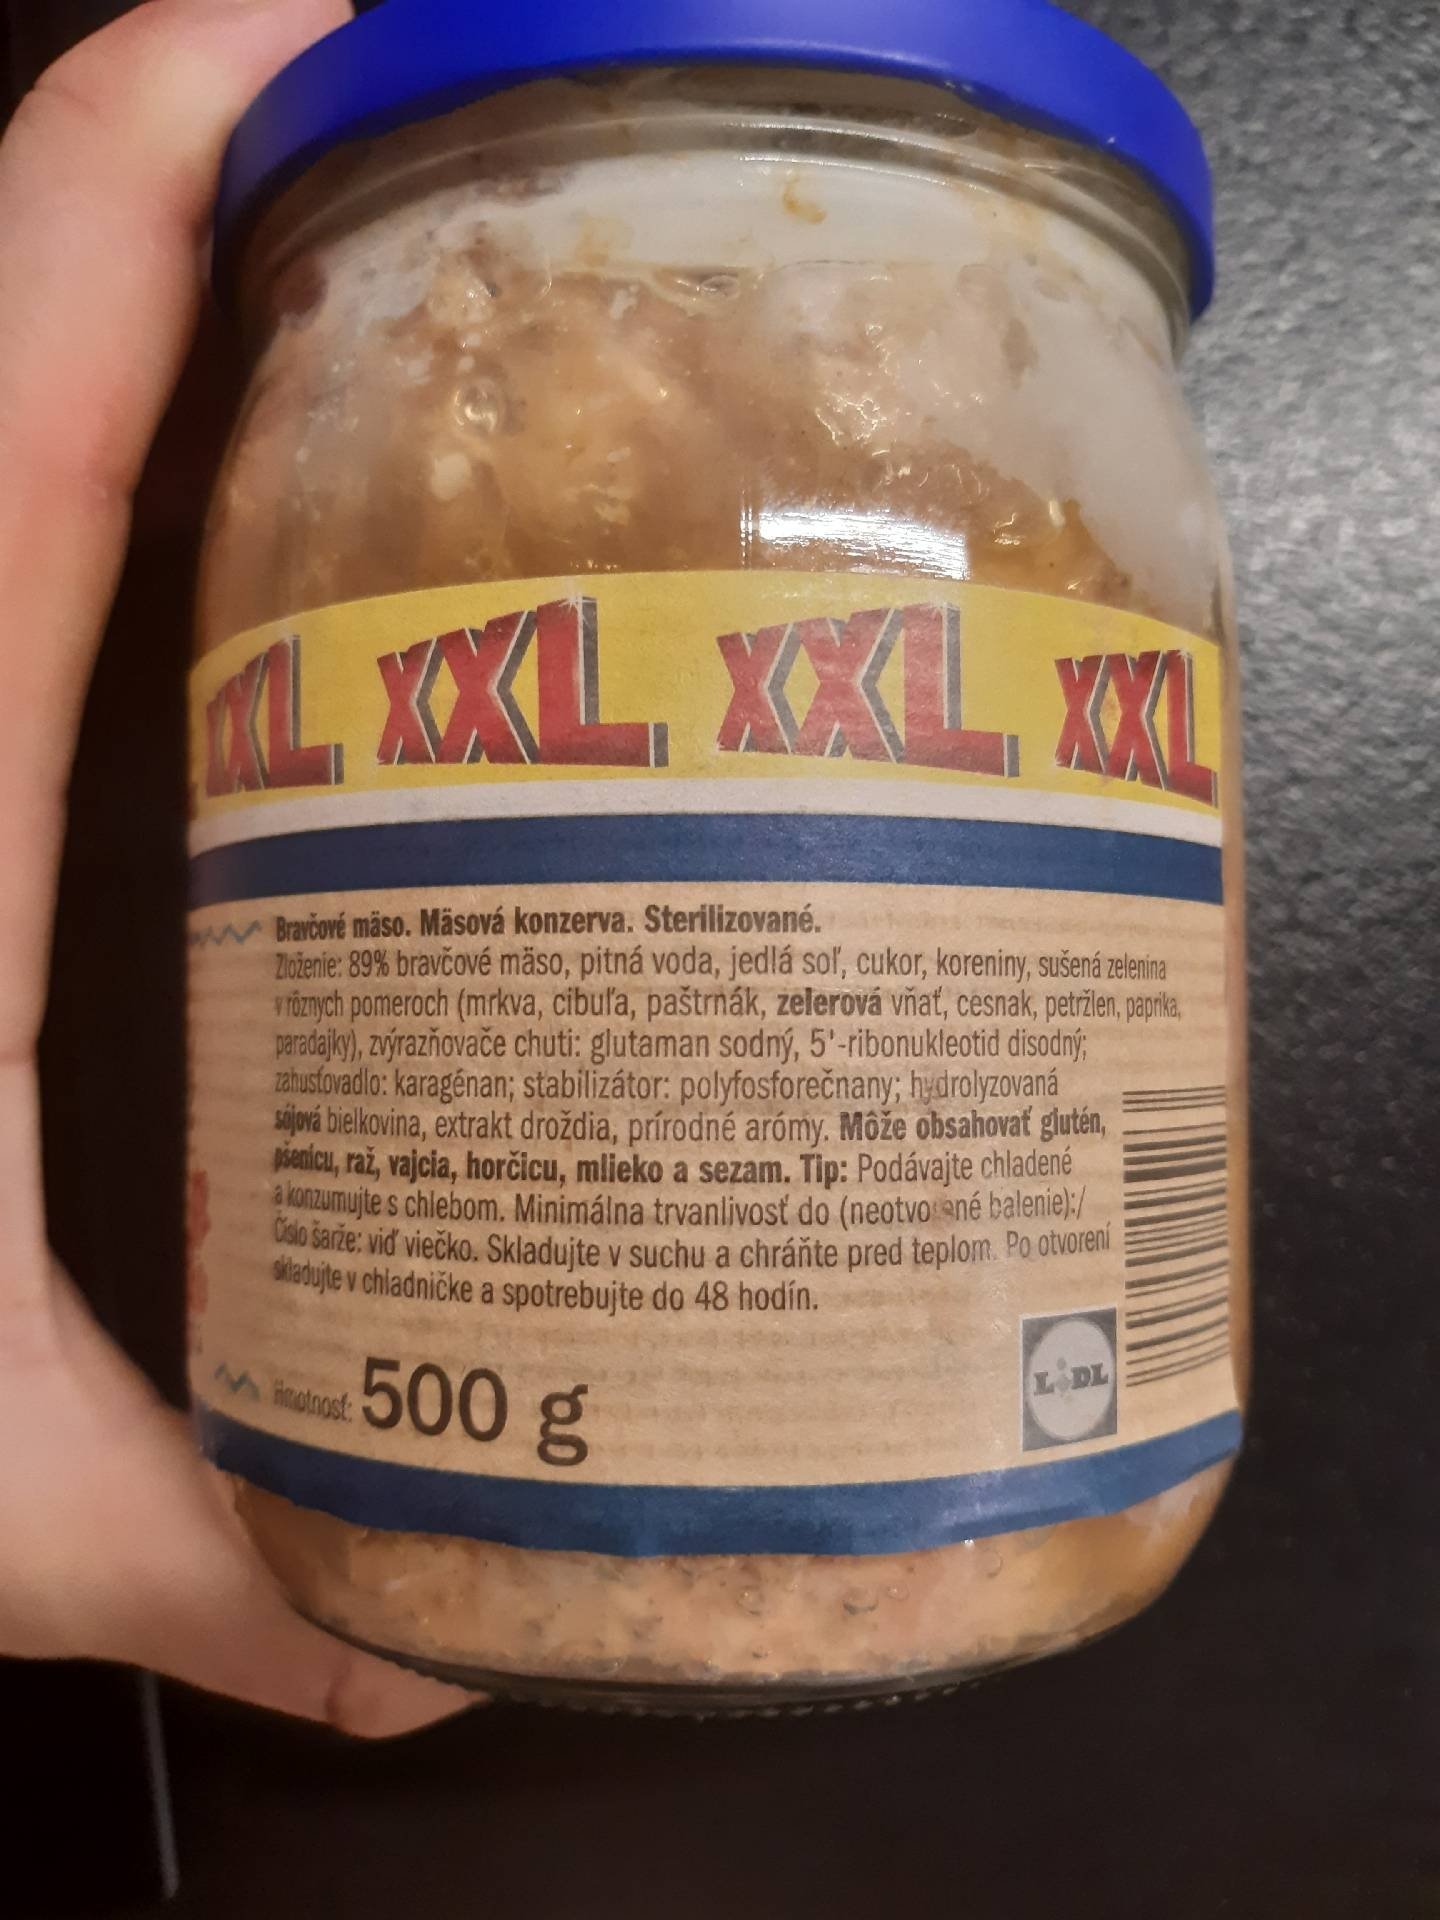 XXL XXL XXL XXL
Bravčové mäso. Mäsová konzerva. Sterilizované.
Zloženie: 89% bravčové mäso, pitná voda, jedlá soľ, cukor, koreniny, sušená zelenina
v rôznych pomeroch (mrkva, cibuľa, paštrnák, zelerová vňať, cesnak, petržlen, paprika,
paradajky), zvýrazňovače chuti: glutaman sodný, 5'-ribonukleotid disodný;
zahusťovadlo: karagénan; stabilizátor: polyfosforečnany; hydrolyzovaná
sójová bielkovina, extrakt droždia, prírodné arómy. Môže obsahovať glutén,
pšenicu, raž, vajcia, horčicu, mlieko a sezam. Tip: Podávajte chladené
a konzumujte s chlebom. Minimálna trvanlivosť do (neotvorené balenie):/
Číslo šarže: viď viečko. Skladujte v suchu a chráňte pred teplom. Po otvorení
skladujte v chladničke a spotrebujte do 48 hodín.
Hmotnosť: 500 g
LIDL